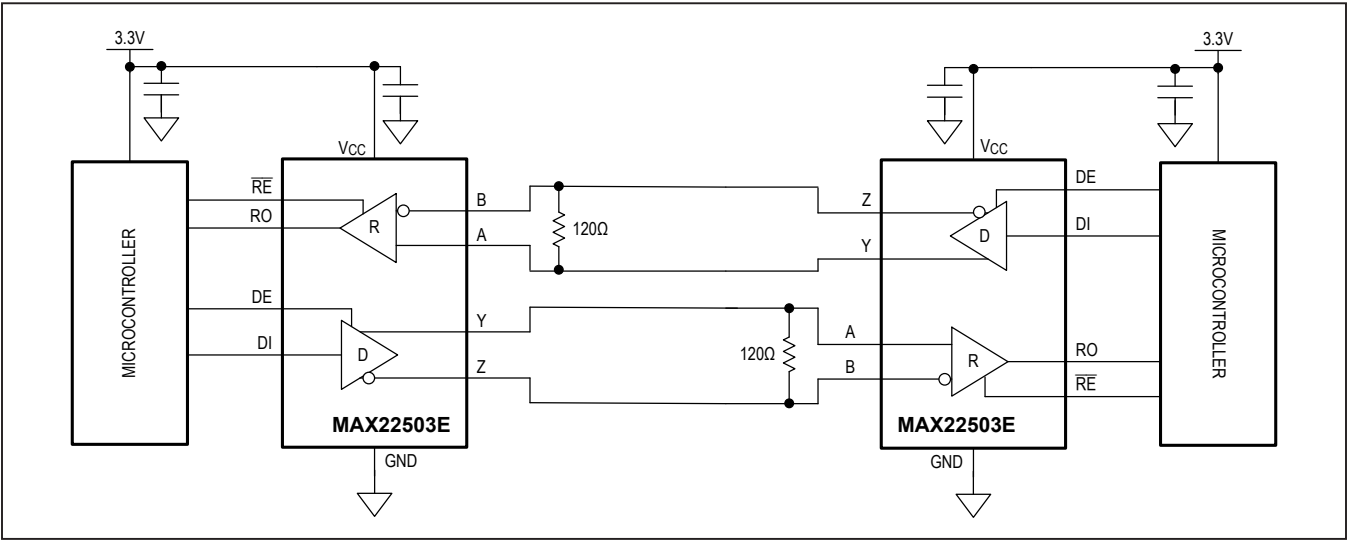 3.3V
3.3V
VCC
VCC
MICROCONTROLLER
RE
RO
DE
DI
R
D
B
A
Y
Z
120Ω
120Ω
Z
Y
A
B
D
R
DE
DI
RO
RE
MICROCONTROLLER
MAX22503E
MAX22503E
GND
GND